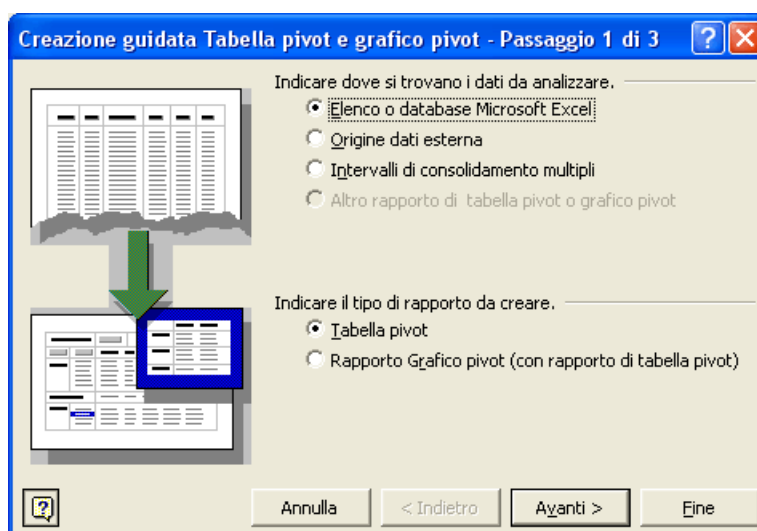 Creazione guidata Tabella pivot e grafico pivot - Passaggio 1 di 3
Indicare dove si trovano i dati da analizzare.
Elenco o database Microsoft Excel
Origine dati esterna
Intervalli di consolidamento multipli
Altro rapporto di tabella pivot o grafico pivot
Indicare il tipo di rapporto da creare.
Tabella pivot
Rapporto Grafico pivot (con rapporto di tabella pivot)
Annulla
< Indietro
Avanti >
Fine